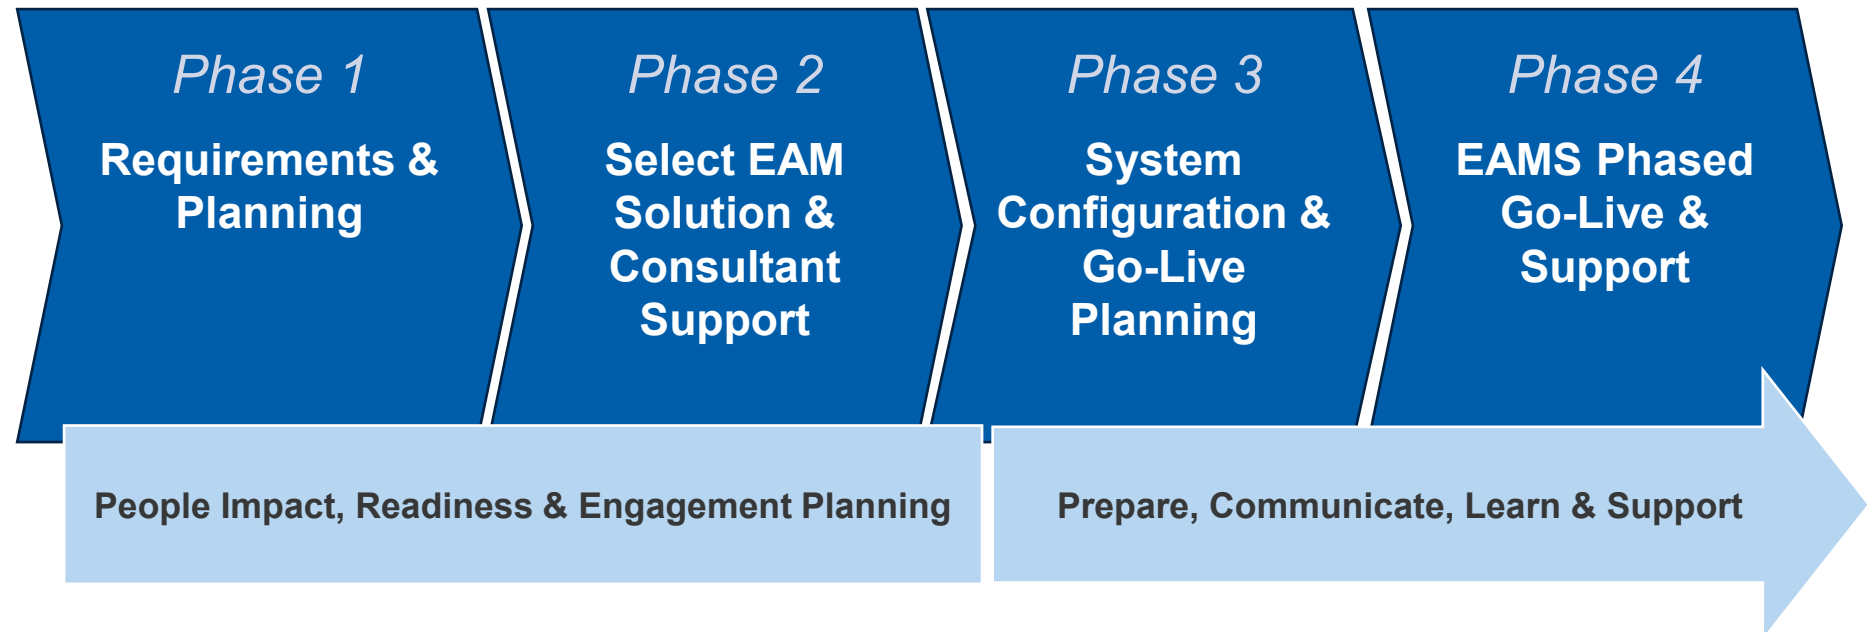 Phase 1
Requirements &
Planning
Phase 2
Select EAM
Solution &
Consultant
Support
Phase 3
System
Configuration &
Go-Live
Planning
Phase 4
EAMS Phased
Go-Live &
Support
People Impact, Readiness & Engagement Planning
Prepare, Communicate, Learn & Support